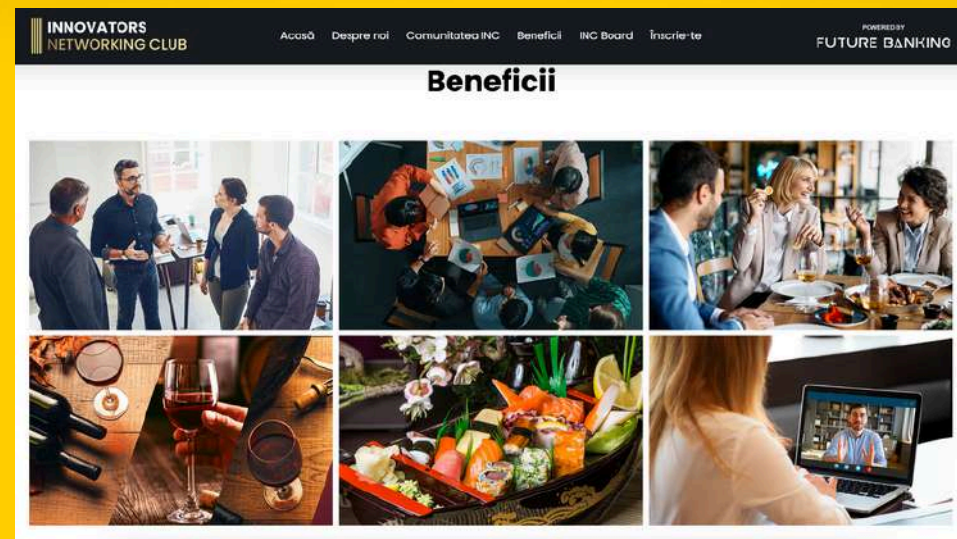 INNOVATORS
NETWORKING CLUB
Acasă Despre noi Comunitatea INC Beneficii INC Board Înscrie-te
POWERED BY
FUTURE BANKING
Beneficii